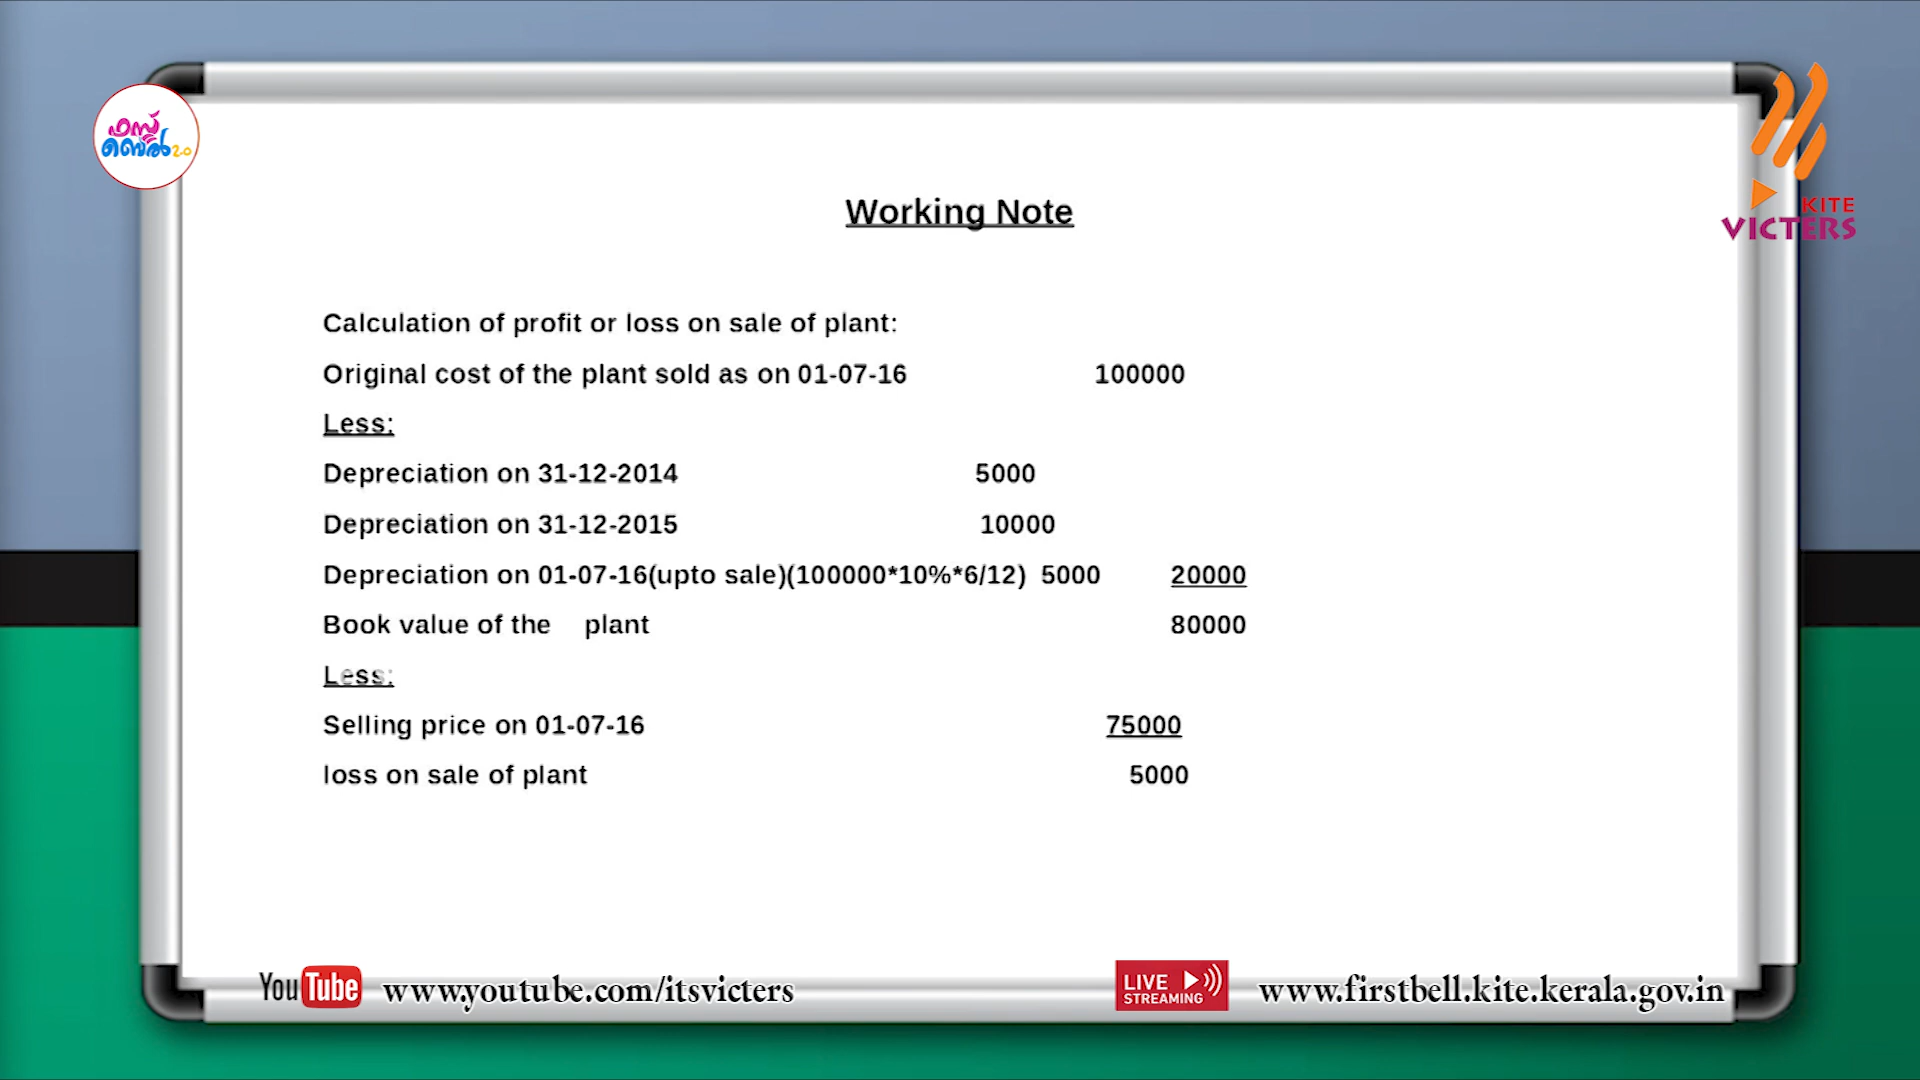 ഫസ്റ്റ്
ബെൽ 2.0
KITE
VICTERS
Working Note
Calculation of profit or loss on sale of plant:
Original cost of the plant sold as on 01-07-16 100000
Less:
Depreciation on 31-12-2014 5000
Depreciation on 31-12-2015 10000
Depreciation on 01-07-16(upto sale)(100000*10%*6/12) 5000 20000
Book value of the plant 80000
Less:
Selling price on 01-07-16 75000
loss on sale of plant 5000
YouTube www.youtube.com/itsvicters
LIVE STREAMING www.firstbell.kite.kerala.gov.in